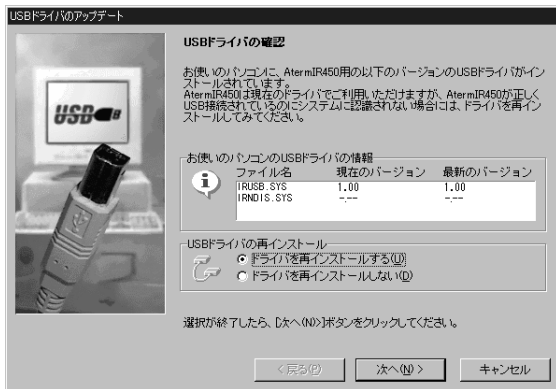 USBドライバのアップデート
USB
USBドライバの確認
お使いのパソコンに、AtermIR450用の以下のバージョンのUSBドライバがイン
ストールされています。
AtermIR450は現在のドライバでご利用いただけますが、AtermIR450が正しく
USB接続されているのにシステムに認識されない場合には、ドライバを再イン
ストールしてみてください。
お使いのパソコンのUSBドライバの情報
ファイル名 現在のバージョン 最新のバージョン
IRUSB.SYS 1.00 1.00
IRNDIS.SYS -.-- -.--
USBドライバの再インストール
ドライバを再インストールする(U)
ドライバを再インストールしない(D)
選択が終了したら、[次へ(N)>]ボタンをクリックしてください。
<戻る(P) 次へ(N)> キャンセル